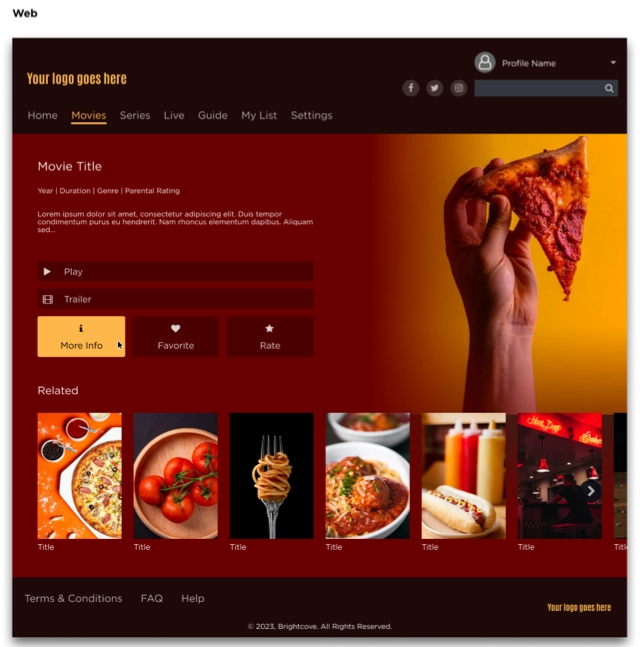 Web
Your logo goes here
Profile Name
Home Movies Series Live Guide My List Settings
Movie Title
Year | Duration | Genre | Parental Rating
Lorem ipsum dolor sit amet, consectetur adipiscing elit. Duis tempor
condimentum purus eu hendrerit. Nam rhoncus elementum dapibus. Aliquam
sed...
Play
Trailer
More Info Favorite Rate
Related
Title Title Title Title Title Title
Terms & Conditions FAQ Help
Your logo goes here
© 2023, Brightcove. All Rights Reserved.